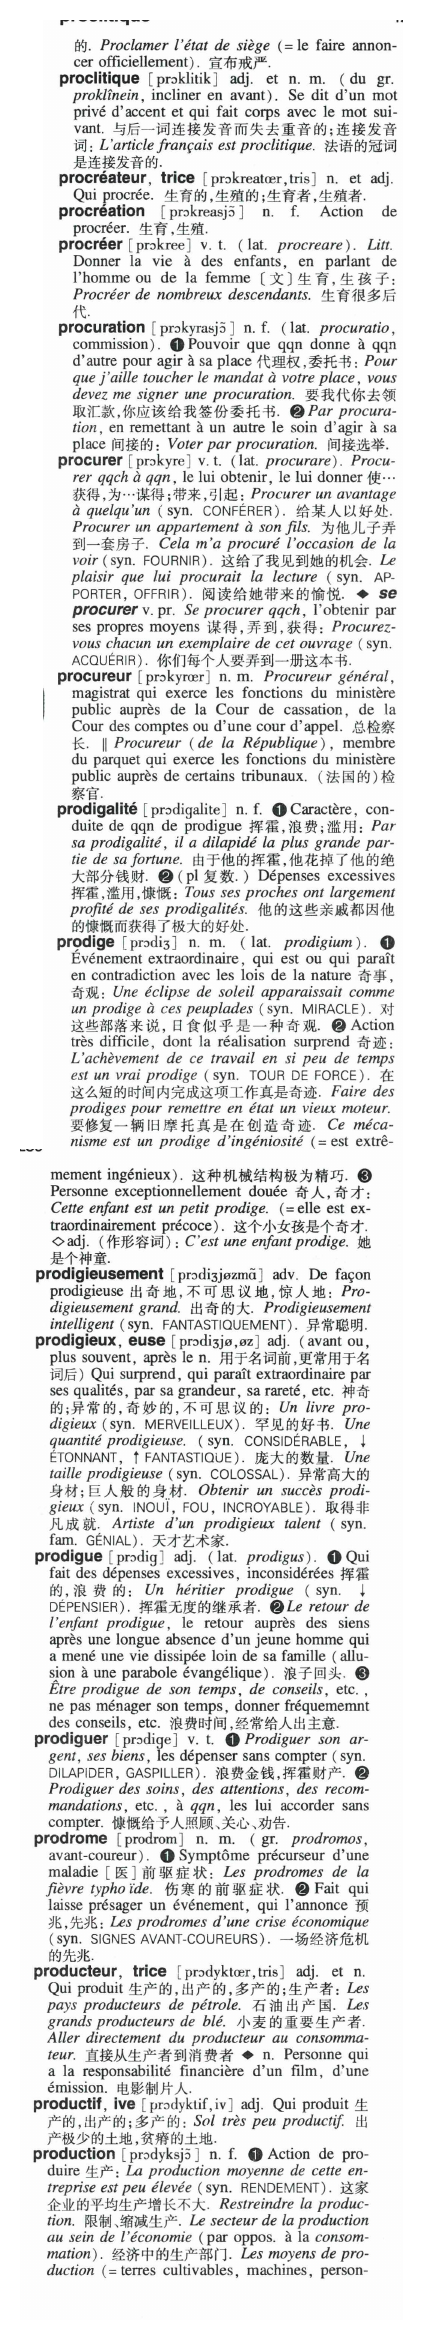 的. Proclamer l'état de siège (= le faire annon-
cer officiellement). 宣布戒严.
proclitique [prɔklitik] adj. et n. m. (du gr.
proklînein, incliner en avant). Se dit d'un mot
privé d'accent et qui fait corps avec le mot sui-
vant. 与后一词连接发音而失去重音的;连接发音
词: L'article français est proclitique. 法语的冠词
是连接发音的.
procréateur, trice [prɔkreatœr,tris] n. et adj.
Qui procrée. 生育的,生殖的;生育者,生殖者.
procréation [prɔkreasjɔ̃] n. f. Action de
procréer. 生育,生殖.
procréer [prɔkree] v. t. (lat. procreare). Litt.
Donner la vie à des enfants, en parlant de
l'homme ou de la femme 〔文〕生育,生孩子:
Procréer de nombreux descendants. 生育很多后
代.
procuration [prɔkyrasjɔ̃] n. f. (lat. procuratio,
commission). ❶ Pouvoir que qqn donne à qqn
d'autre pour agir à sa place 代理权,委托书: Pour
que j'aille toucher le mandat à votre place, vous
devez me signer une procuration. 要我代你去领
取汇款,你应该给我签份委托书. ❷ Par procura-
tion, en remettant à un autre le soin d'agir à sa
place 间接的: Voter par procuration. 间接选举.
procurer [prɔkyre] v. t. (lat. procurare). Procu-
rer qqch à qqn, le lui obtenir, le lui donner 使…
获得,为…谋得;带来,引起: Procurer un avantage
à quelqu'un (syn. CONFÉRER). 给某人以好处.
Procurer un appartement à son fils. 为他儿子弄
到一套房子. Cela m'a procuré l'occasion de la
voir (syn. FOURNIR). 这给了我见到她的机会. Le
plaisir que lui procurait la lecture (syn. AP-
PORTER, OFFRIR). 阅读给她带来的愉悦. ◆ se
procurer v. pr. Se procurer qqch, l'obtenir par
ses propres moyens 谋得,弄到,获得: Procurez-
vous chacun un exemplaire de cet ouvrage (syn.
ACQUÉRIR). 你们每个人要弄到一册这本书.
procureur [prɔkyrœr] n. m. Procureur général,
magistrat qui exerce les fonctions du ministère
public auprès de la Cour de cassation, de la
Cour des comptes ou d'une cour d'appel. 总检察
长. ‖ Procureur (de la République), membre
du parquet qui exerce les fonctions du ministère
public auprès de certains tribunaux. (法国的)检
察官.
prodigalité [prɔdigalite] n. f. ❶ Caractère, con-
duite de qqn de prodigue 挥霍,浪费;滥用: Par
sa prodigalité, il a dilapidé la plus grande par-
tie de sa fortune. 由于他的挥霍,他花掉了他的绝
大部分钱财. ❷ (pl 复数.) Dépenses excessives
挥霍,滥用,慷慨: Tous ses proches ont largement
profité de ses prodigalités. 他的这些亲戚都因他
的慷慨而获得了极大的好处.
prodige [prɔdiʒ] n. m. (lat. prodigium). ❶
Événement extraordinaire, qui est ou qui paraît
en contradiction avec les lois de la nature 奇事,
奇观: Une éclipse de soleil apparaissait comme
un prodige à ces peuplades (syn. MIRACLE). 对
这些部落来说,日食似乎是一种奇观. ❷ Action
très difficile, dont la réalisation surprend 奇迹:
L'achèvement de ce travail en si peu de temps
est un vrai prodige (syn. TOUR DE FORCE). 在
这么短的时间内完成这项工作真是奇迹. Faire des
prodiges pour remettre en état un vieux moteur.
要修复一辆旧摩托真是在创造奇迹. Ce méca-
nisme est un prodige d'ingéniosité (= est extrê-
mement ingénieux). 这种机械结构极为精巧. ❸
Personne exceptionnellement douée 奇人,奇才:
Cette enfant est un petit prodige. (= elle est ex-
traordinairement précoce). 这个小女孩是个奇才.
◇ adj. (作形容词): C'est une enfant prodige. 她
是个神童.
prodigieusement [prɔdiʒjøzmɑ̃] adv. De façon
prodigieuse 出奇地,不可思议地,惊人地: Pro-
digieusement grand. 出奇的大. Prodigieusement
intelligent (syn. FANTASTIQUEMENT). 异常聪明.
prodigieux, euse [prɔdiʒjø,øz] adj. (avant ou,
plus souvent, après le n. 用于名词前,更常用于名
词后) Qui surprend, qui paraît extraordinaire par
ses qualités, par sa grandeur, sa rareté, etc. 神奇
的;异常的,奇妙的,不可思议的: Un livre pro-
digieux (syn. MERVEILLEUX). 罕见的好书. Une
quantité prodigieuse. (syn. CONSIDÉRABLE, ↓
ÉTONNANT, ↑ FANTASTIQUE). 庞大的数量. Une
taille prodigieuse (syn. COLOSSAL). 异常高大的
身材;巨人般的身材. Obtenir un succès prodi-
gieux (syn. INOUÏ, FOU, INCROYABLE). 取得非
凡成就. Artiste d'un prodigieux talent (syn.
fam. GÉNIAL). 天才艺术家.
prodigue [prɔdig] adj. (lat. prodigus). ❶ Qui
fait des dépenses excessives, inconsidérées 挥霍
的,浪费的: Un héritier prodigue (syn. ↓
DÉPENSIER). 挥霍无度的继承者. ❷ Le retour de
l'enfant prodigue, le retour auprès des siens
après une longue absence d'un jeune homme qui
a mené une vie dissipée loin de sa famille (allu-
sion à une parabole évangélique). 浪子回头. ❸
Être prodigue de son temps, de conseils, etc.,
ne pas ménager son temps, donner fréquememnt
des conseils, etc. 浪费时间,经常给人出主意.
prodiguer [prɔdige] v. t. ❶ Prodiguer son ar-
gent, ses biens, les dépenser sans compter (syn.
DILAPIDER, GASPILLER). 浪费金钱,挥霍财产. ❷
Prodiguer des soins, des attentions, des recom-
mandations, etc., à qqn, les lui accorder sans
compter. 慷慨给予人照顾、关心、劝告.
prodrome [prɔdrom] n. m. (gr. prodromos,
avant-coureur). ❶ Symptôme précurseur d'une
maladie [医]前驱症状: Les prodromes de la
fièvre typhoïde. 伤寒的前驱症状. ❷ Fait qui
laisse présager un événement, qui l'annonce 预
兆,先兆: Les prodromes d'une crise économique
(syn. SIGNES AVANT-COUREURS). 一场经济危机
的先兆.
producteur, trice [prɔdyktœr,tris] adj. et n.
Qui produit 生产的,出产的,多产的;生产者: Les
pays producteurs de pétrole. 石油出产国. Les
grands producteurs de blé. 小麦的重要生产者.
Aller directement du producteur au consomma-
teur. 直接从生产者到消费者 ◆ n. Personne qui
a la responsabilité financière d'un film, d'une
émission. 电影制片人.
productif, ive [prɔdyktif,iv] adj. Qui produit 生
产的,出产的;多产的: Sol très peu productif. 出
产极少的土地,贫瘠的土地.
production [prɔdyksjɔ̃] n. f. ❶ Action de pro-
duire 生产: La production moyenne de cette en-
treprise est peu élevée (syn. RENDEMENT). 这家
企业的平均生产增长不大. Restreindre la produc-
tion. 限制、缩减生产. Le secteur de la production
au sein de l'économie (par oppos. à la consom-
mation). 经济中的生产部门. Les moyens de pro-
duction (= terres cultivables, machines, person-